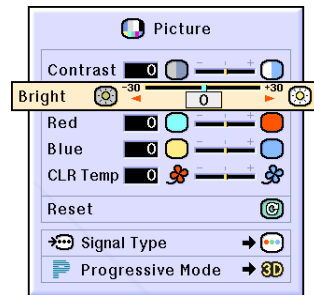 Picture
Contrast 0 - +
Bright -30 0 +30
Red 0 - +
Blue 0 - +
CLR Temp 0 - +
Reset
Signal Type
Progressive Mode 3D